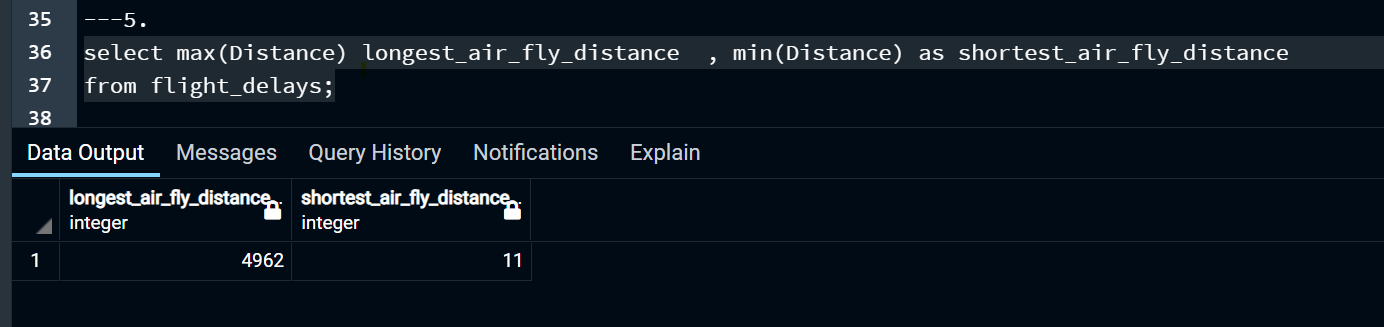 35 ---5.
36 select max(Distance) longest_air_fly_distance  , min(Distance) as shortest_air_fly_distance
37 from flight_delays;
38
Data Output Messages Query History Notifications Explain
longest_air_fly_distance.. shortest_air_fly_distance..
integer integer
1 4962 11